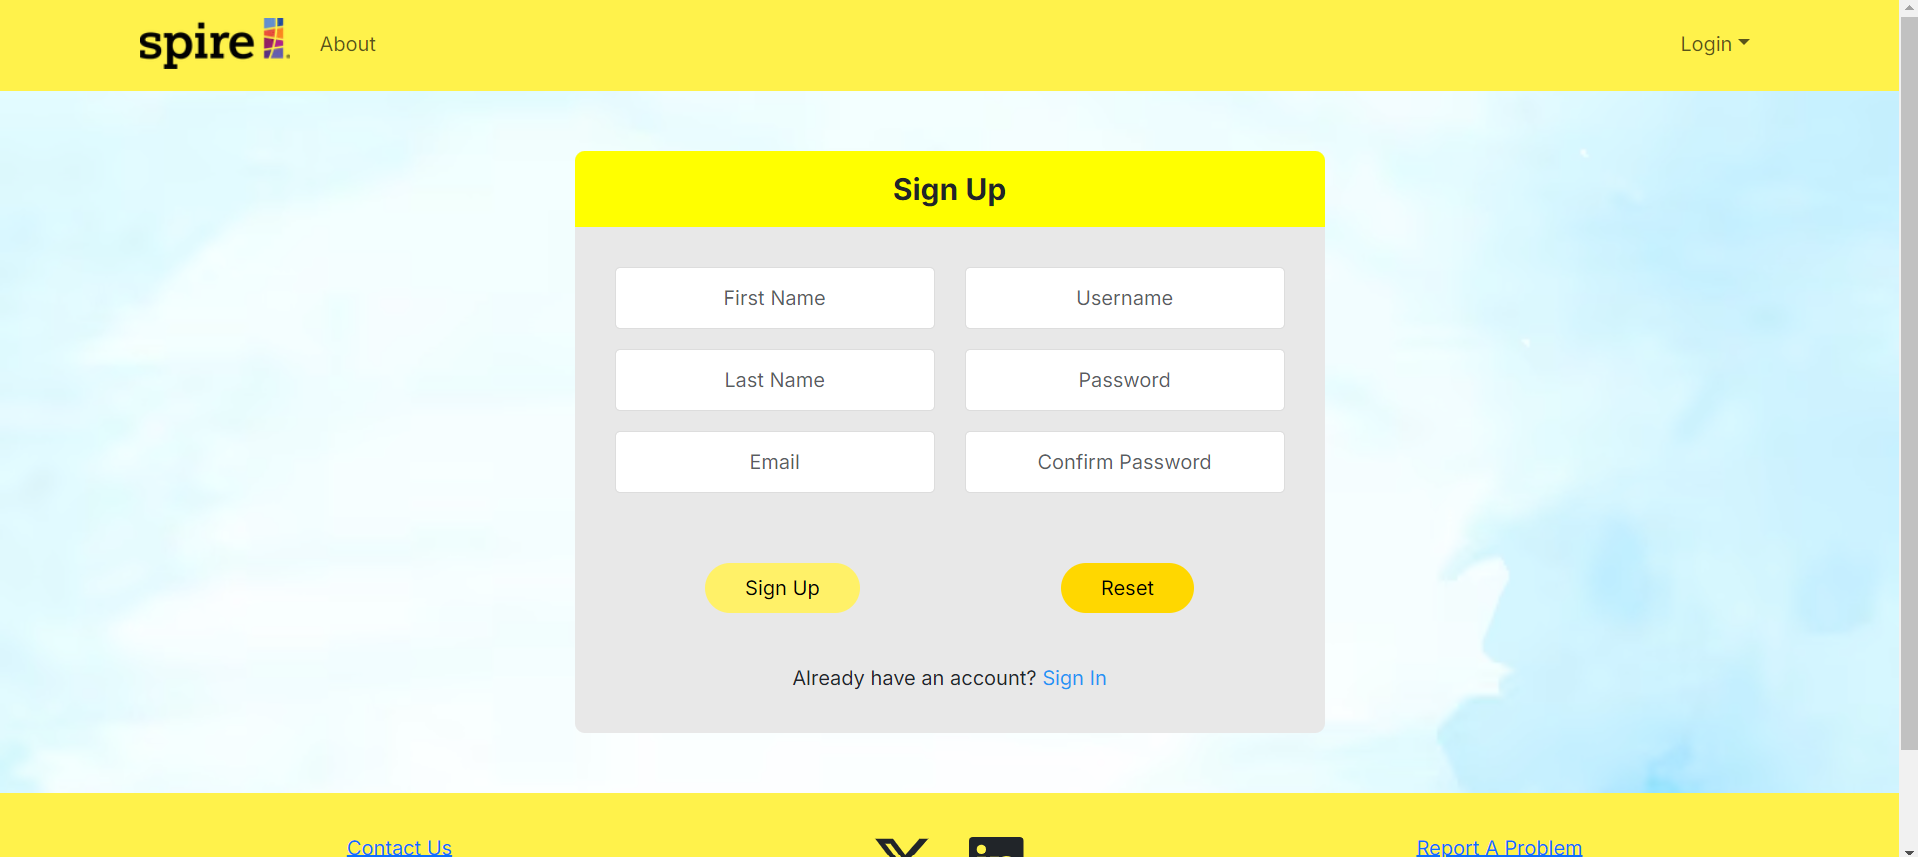 spire
About
Login
Sign Up
First Name
Username
Last Name
Password
Email
Confirm Password
Sign Up
Reset
Already have an account? Sign In
Contact Us
Report A Problem